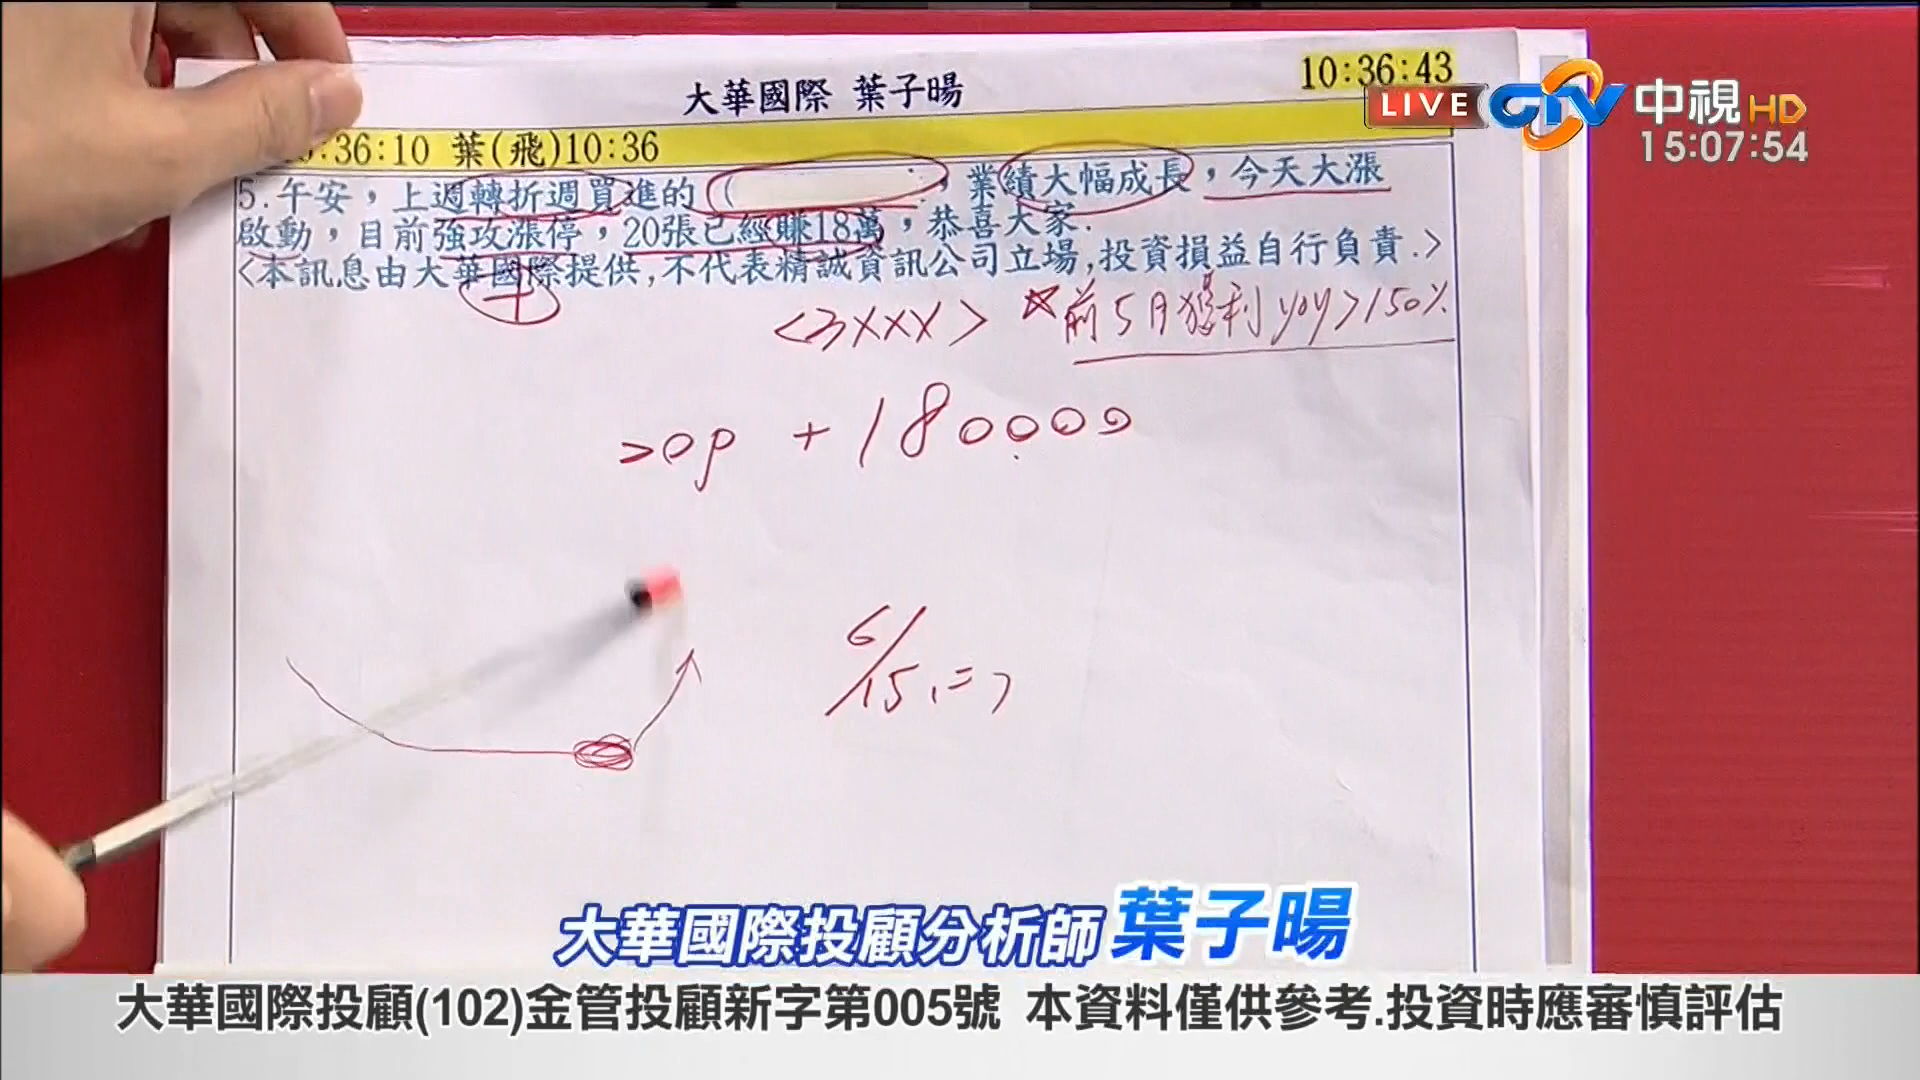 大華國際 葉子暘
10:36:43
LIVE CTV 中視HD
15:07:54
:36:10 葉(飛)10:36
5.午安，上週轉折週買進的（ ，業績大幅成長，今天大漲
啟動，目前強攻漲停，20張已經賺18萬，恭喜大家.
<本訊息由大華國際提供,不代表精誠資訊公司立場,投資損益自行負責.>
<3XXX> ☆前5月獲利yoy>150%
20p +180000
6/15
大華國際投顧分析師 葉子暘
大華國際投顧(102)金管投顧新字第005號 本資料僅供參考.投資時應審慎評估